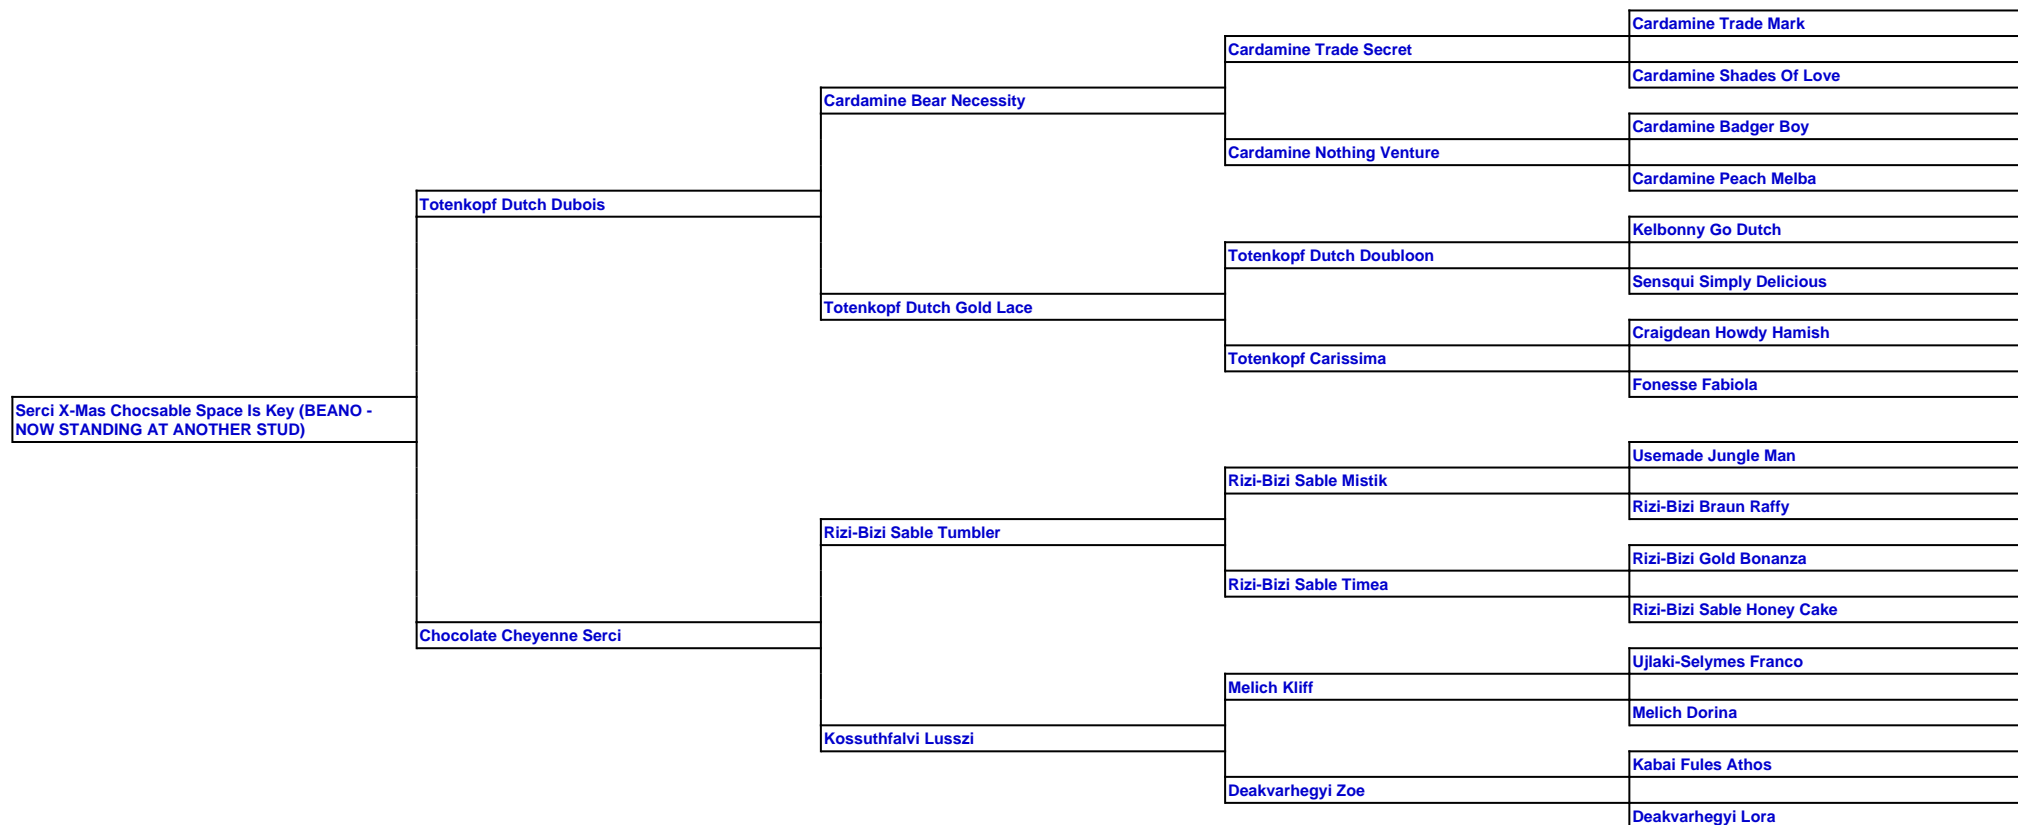 Cardamine Trade Mark
Cardamine Trade Secret
Cardamine Shades Of Love
Cardamine Bear Necessity
Cardamine Badger Boy
Cardamine Nothing Venture
Cardamine Peach Melba
Totenkopf Dutch Dubois
Kelbonny Go Dutch
Totenkopf Dutch Doubloon
Sensqui Simply Delicious
Totenkopf Dutch Gold Lace
Craigdean Howdy Hamish
Totenkopf Carissima
Fonesse Fabiola
Serci X-Mas Chocsable Space Is Key (BEANO -
NOW STANDING AT ANOTHER STUD)
Usemade Jungle Man
Rizi-Bizi Sable Mistik
Rizi-Bizi Braun Raffy
Rizi-Bizi Sable Tumbler
Rizi-Bizi Gold Bonanza
Rizi-Bizi Sable Timea
Rizi-Bizi Sable Honey Cake
Chocolate Cheyenne Serci
Ujlaki-Selymes Franco
Melich Kliff
Melich Dorina
Kossuthfalvi Lusszi
Kabai Fules Athos
Deakvarhegyi Zoe
Deakvarhegyi Lora